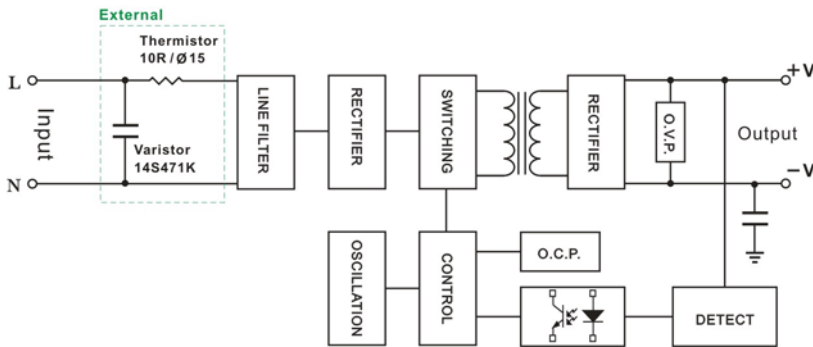 External
Thermistor
10R/Ø15
L
Input
Varistor
14S471K
N
LINE FILTER
RECTIFIER
SWITCHING
RECTIFIER
O.V.P.
+V
Output
−V
OSCILLATION
CONTROL
O.C.P.
DETECT